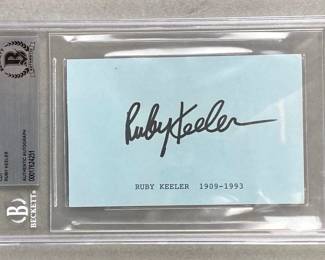 Ruby Keeler
RUBY KEELER 1909-1993
RUBY KEELER
AUTHENTIC AUTOGRAPH
BECKETT